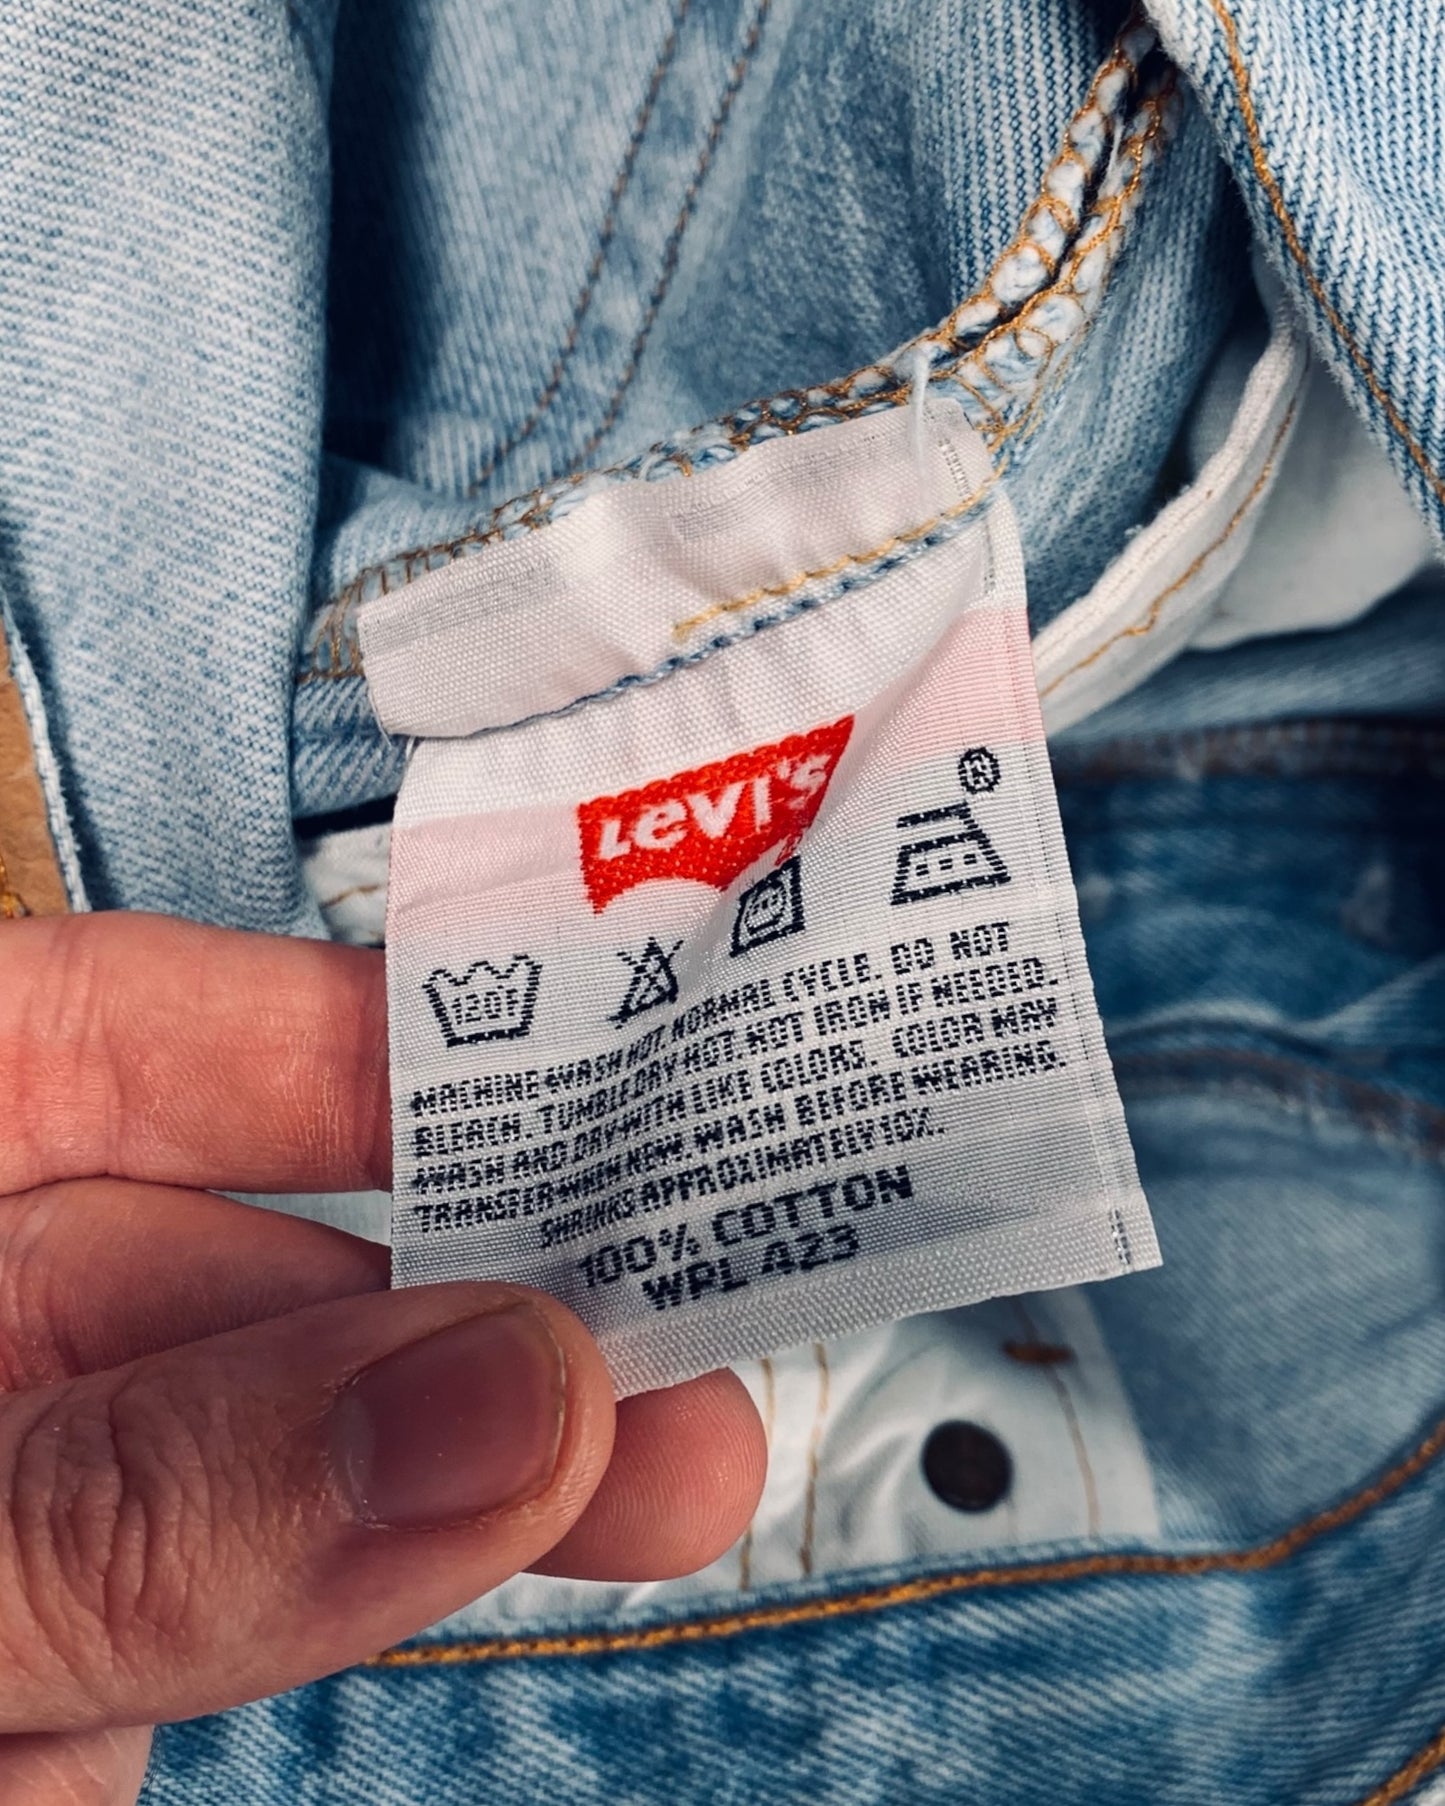 Levi's
®
120F
MACHINE WASH HOT. NORMAL CYCLE. DO NOT
BLEACH. TUMBLE DRY HOT. HOT IRON IF NEEDED.
WASH AND DRY WITH LIKE COLORS. COLOR MAY
TRANSFER WHEN NEW. WASH BEFORE WEARING.
SHRINKS APPROXIMATELY 10%.
100% COTTON
WPL 423